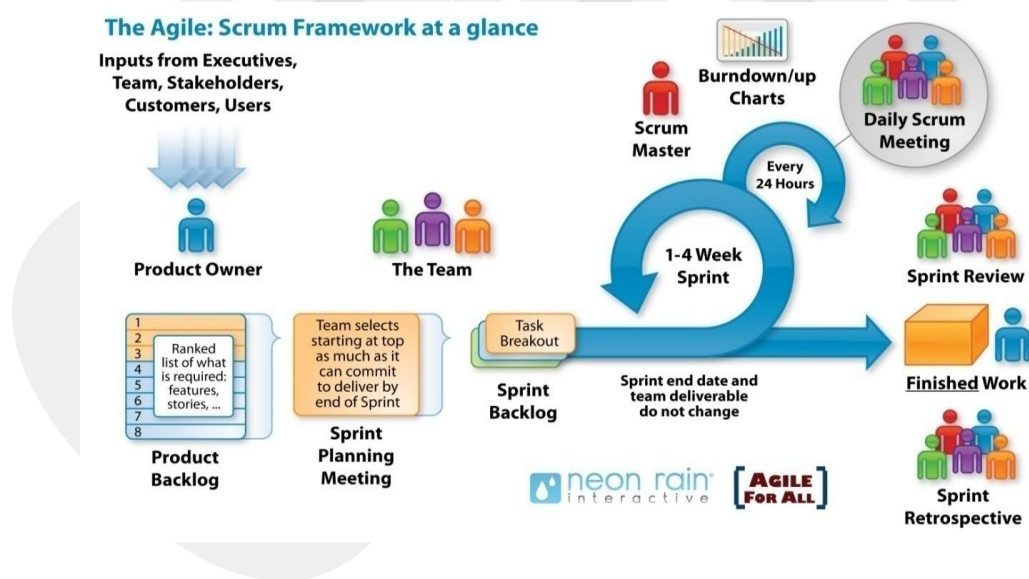 The Agile: Scrum Framework at a glance
Inputs from Executives,
Team, Stakeholders,
Customers, Users
Product Owner
The Team
Scrum
Master
Burndown/up
Charts
Daily Scrum
Meeting
Every
24 Hours
1-4 Week
Sprint
Sprint Review
1
2
3
4
5
6
7
8
Ranked
list of what
is required:
features,
stories, ...
Product
Backlog
Team selects
starting at top
as much as it
can commit
to deliver by
end of Sprint
Sprint
Planning
Meeting
Task
Breakout
Sprint
Backlog
Sprint end date and
team deliverable
do not change
Finished Work
Sprint
Retrospective
neon rain
interactive
AGILE
FOR ALL